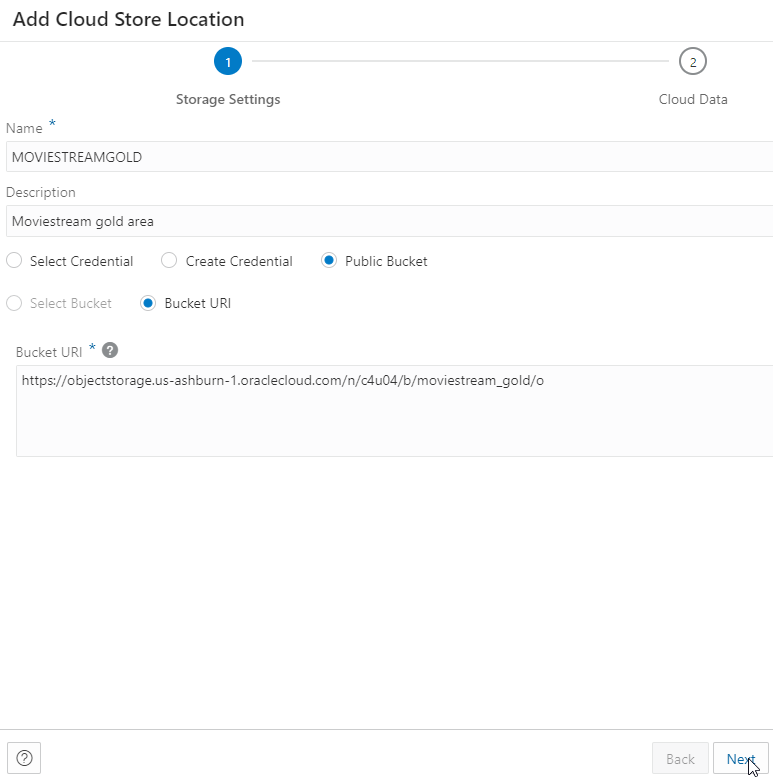 Add Cloud Store Location
1
2
Storage Settings
Cloud Data
Name *
MOVIESTREAMGOLD
Description
Moviestream gold area
Select Credential Create Credential Public Bucket
Select Bucket Bucket URI
Bucket URI * ?
https://objectstorage.us-ashburn-1.oraclecloud.com/n/c4u04/b/moviestream_gold/o
? Back Next